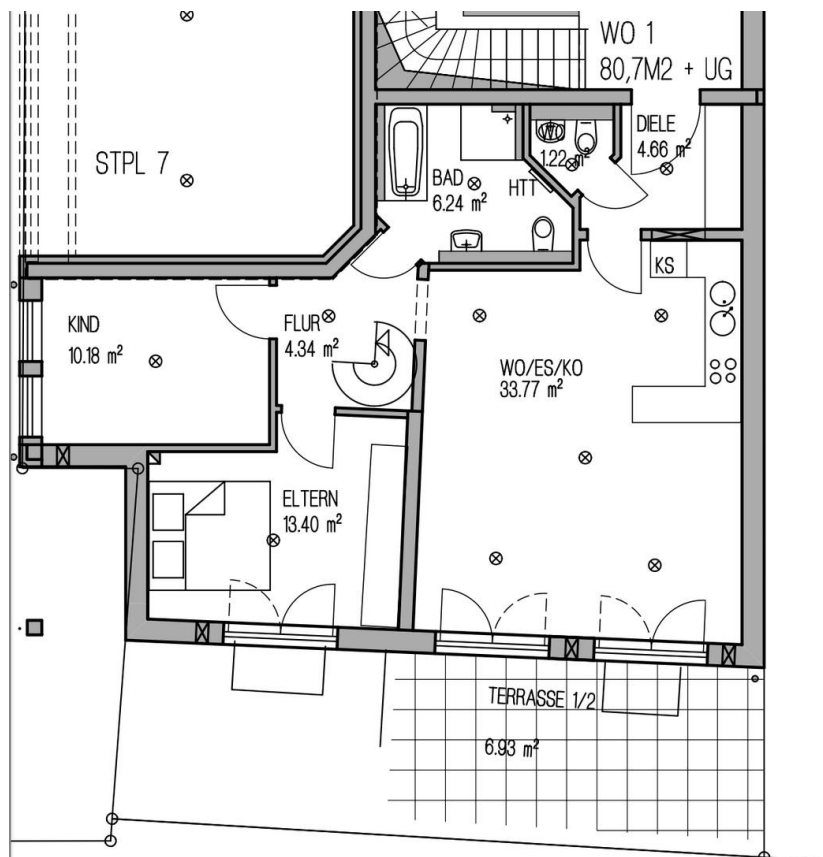 WO 1
80,7M2 + UG
STPL 7
DIELE
4.66 m²
WC
1.22 m²
BAD
6.24 m²
HTT
KS
KIND
10.18 m²
FLUR
4.34 m²
WO/ES/KO
33.77 m²
ELTERN
13.40 m²
TERRASSE 1/2
6.93 m²